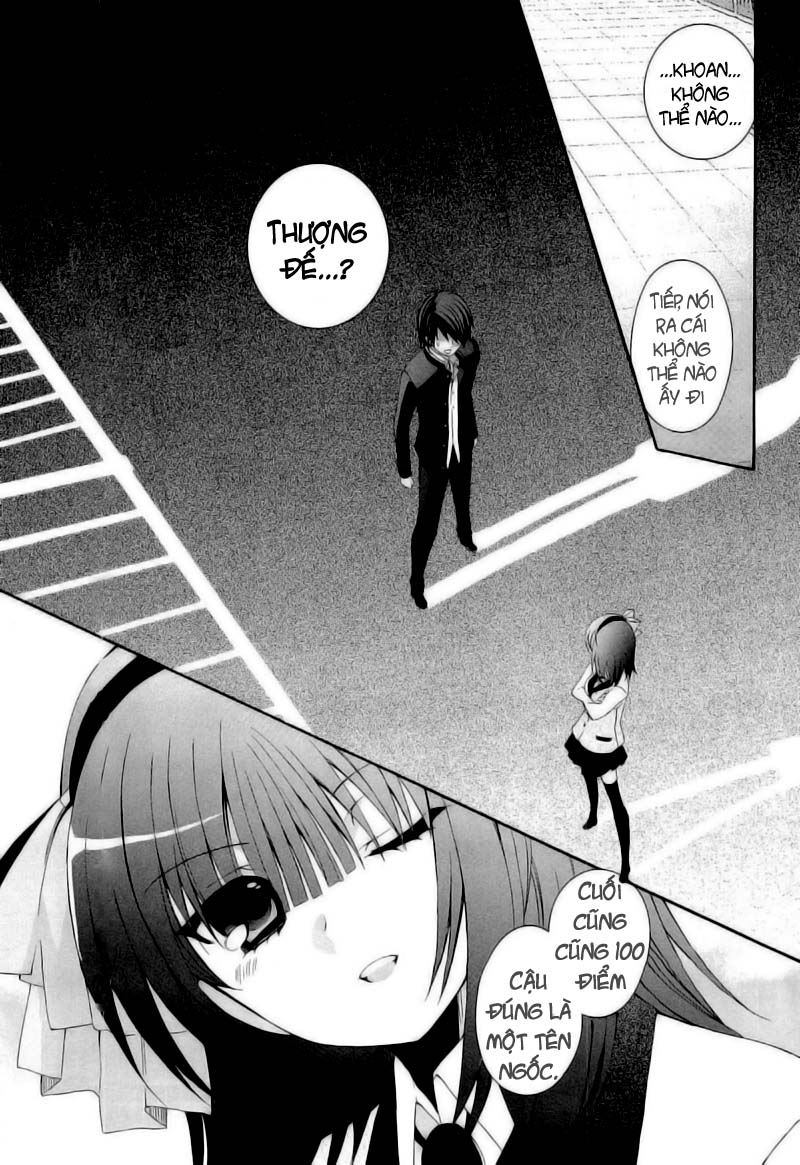 ...KHOAN...
KHÔNG
THỂ NÀO...
TIẾP, NÓI
RA CÁI
KHÔNG
THỂ NÀO
ẤY ĐI
THƯỢNG
ĐẾ...?
CUỐI
CŨNG
CŨNG 100
ĐIỂM
CẬU
ĐÚNG LÀ
MỘT TÊN
NGỐC.